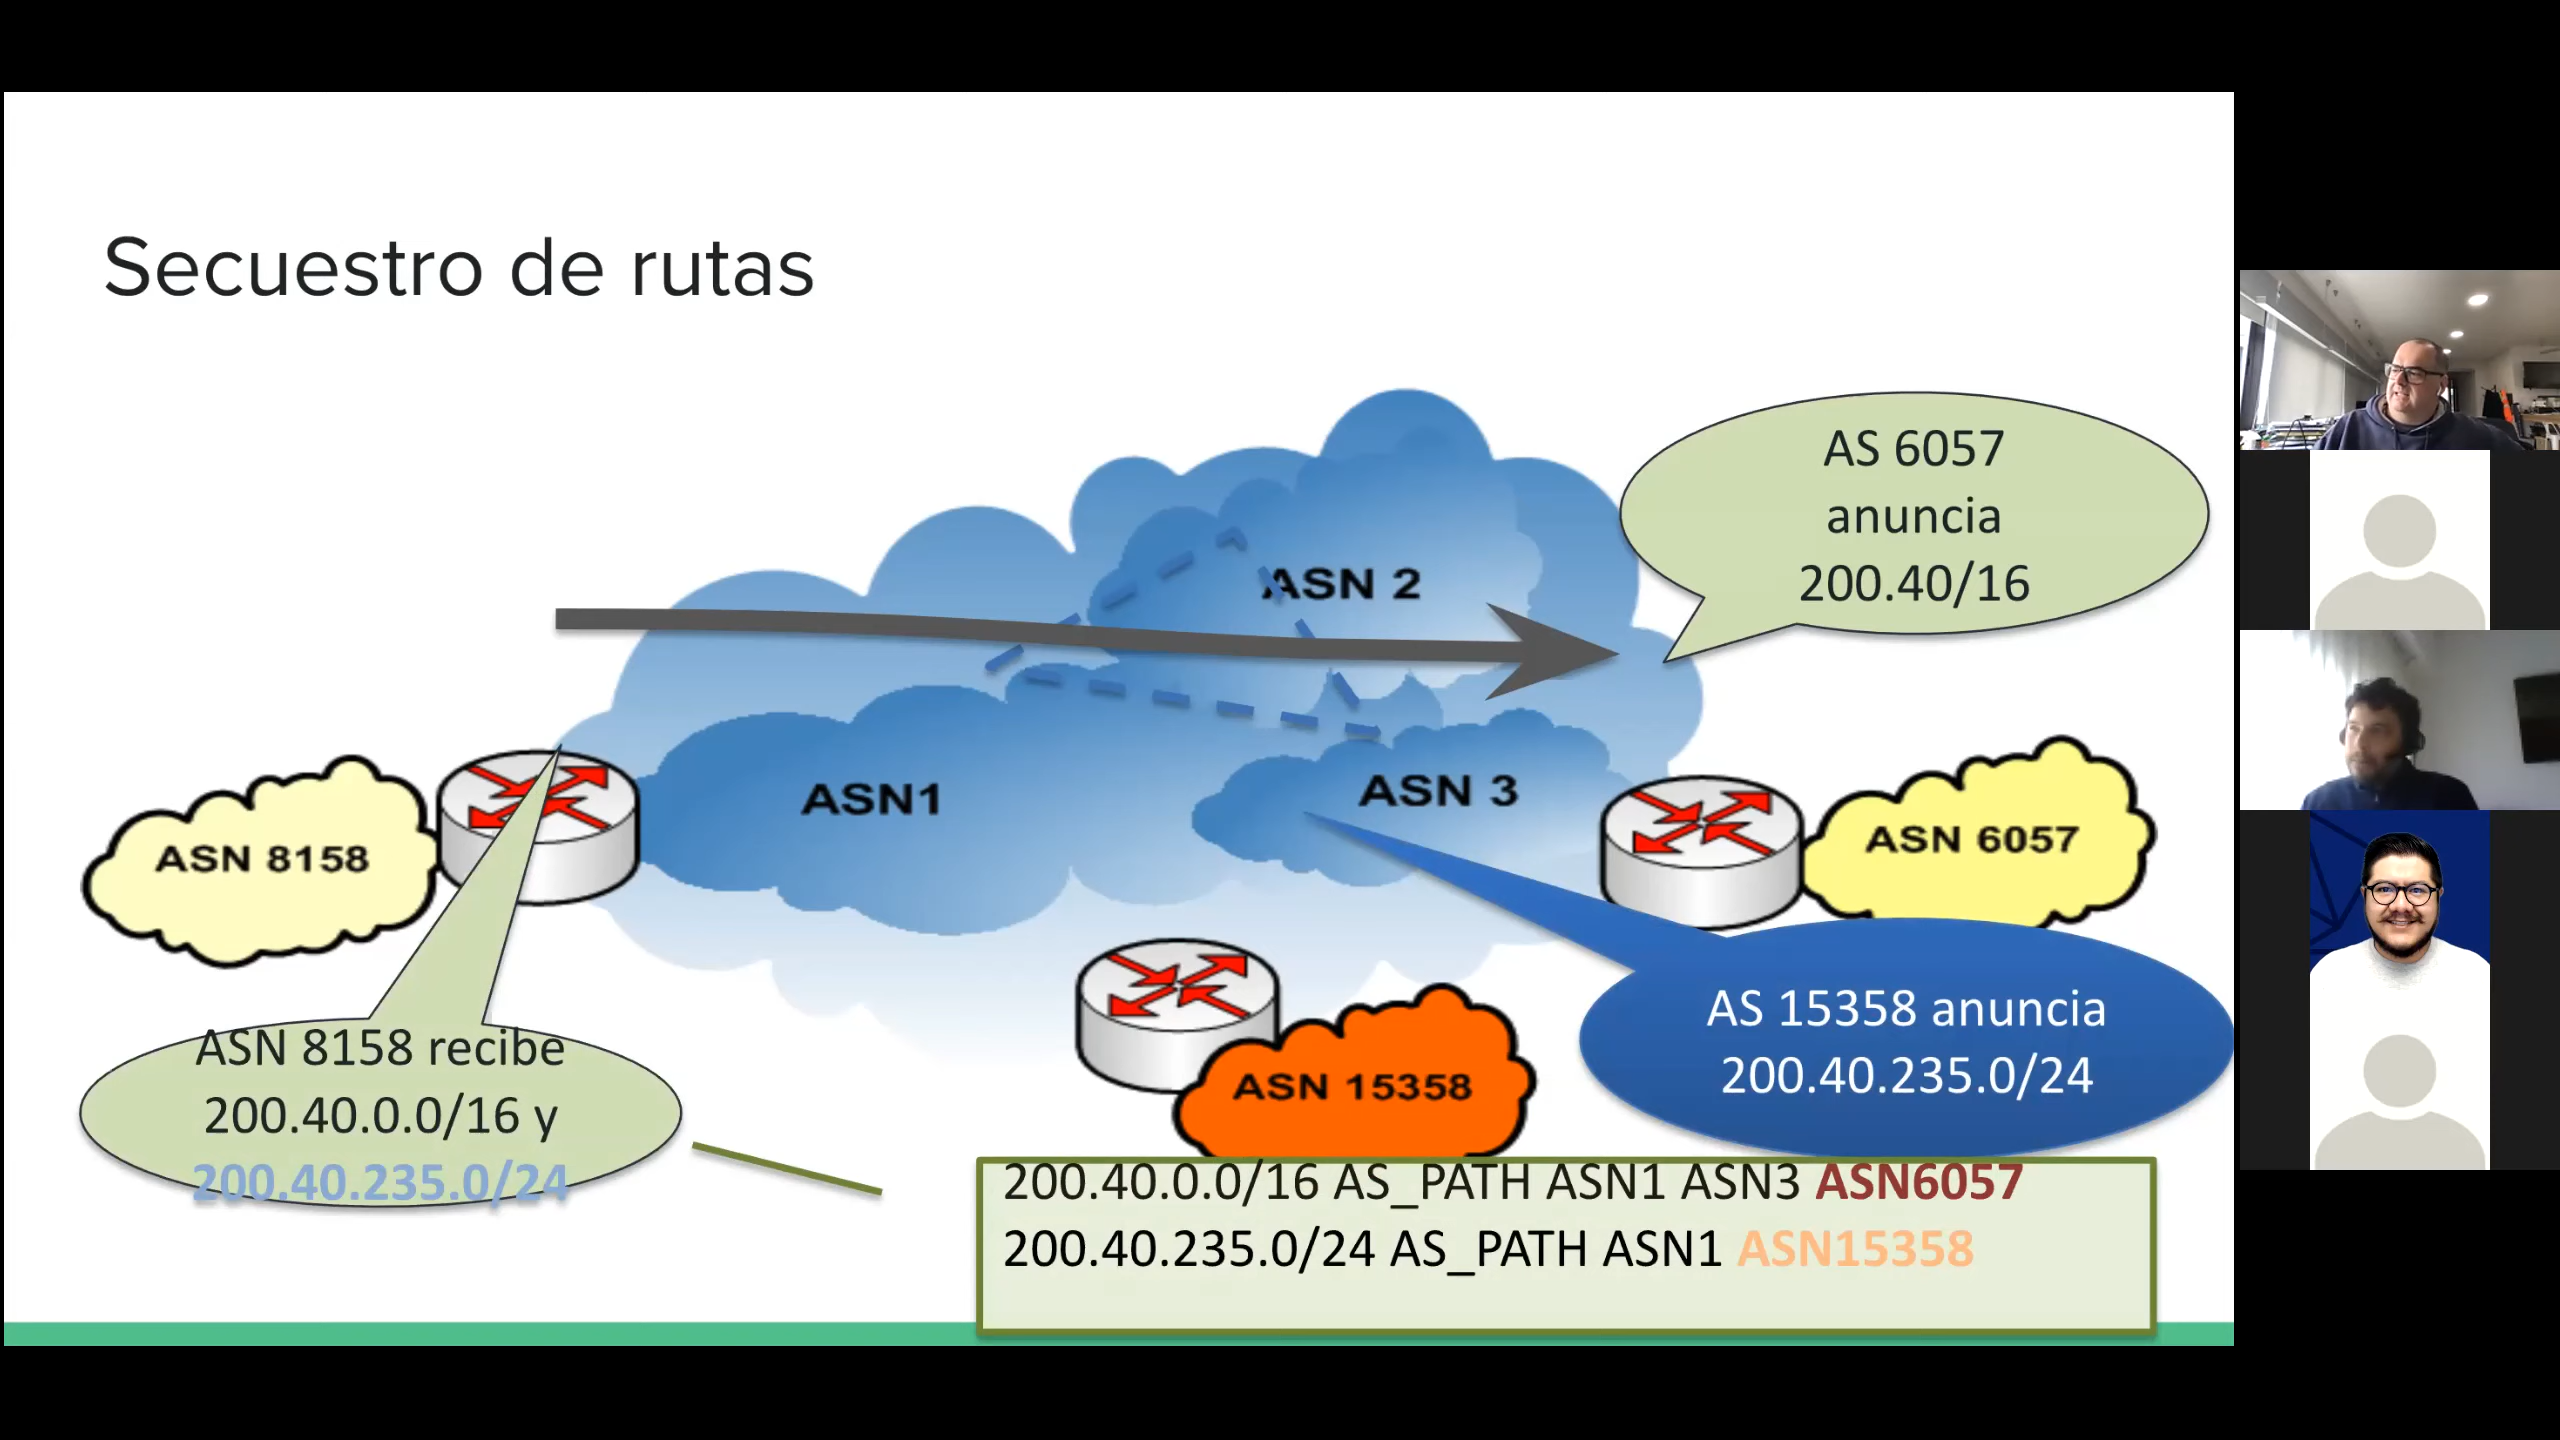 Secuestro de rutas
AS 6057
anuncia
200.40/16
ASN 2
ASN1
ASN 3
ASN 8158
ASN 6057
ASN 15358
AS 15358 anuncia
200.40.235.0/24
ASN 8158 recibe
200.40.0.0/16 y
200.40.235.0/24
200.40.0.0/16 AS_PATH ASN1 ASN3 ASN6057
200.40.235.0/24 AS_PATH ASN1 ASN15358